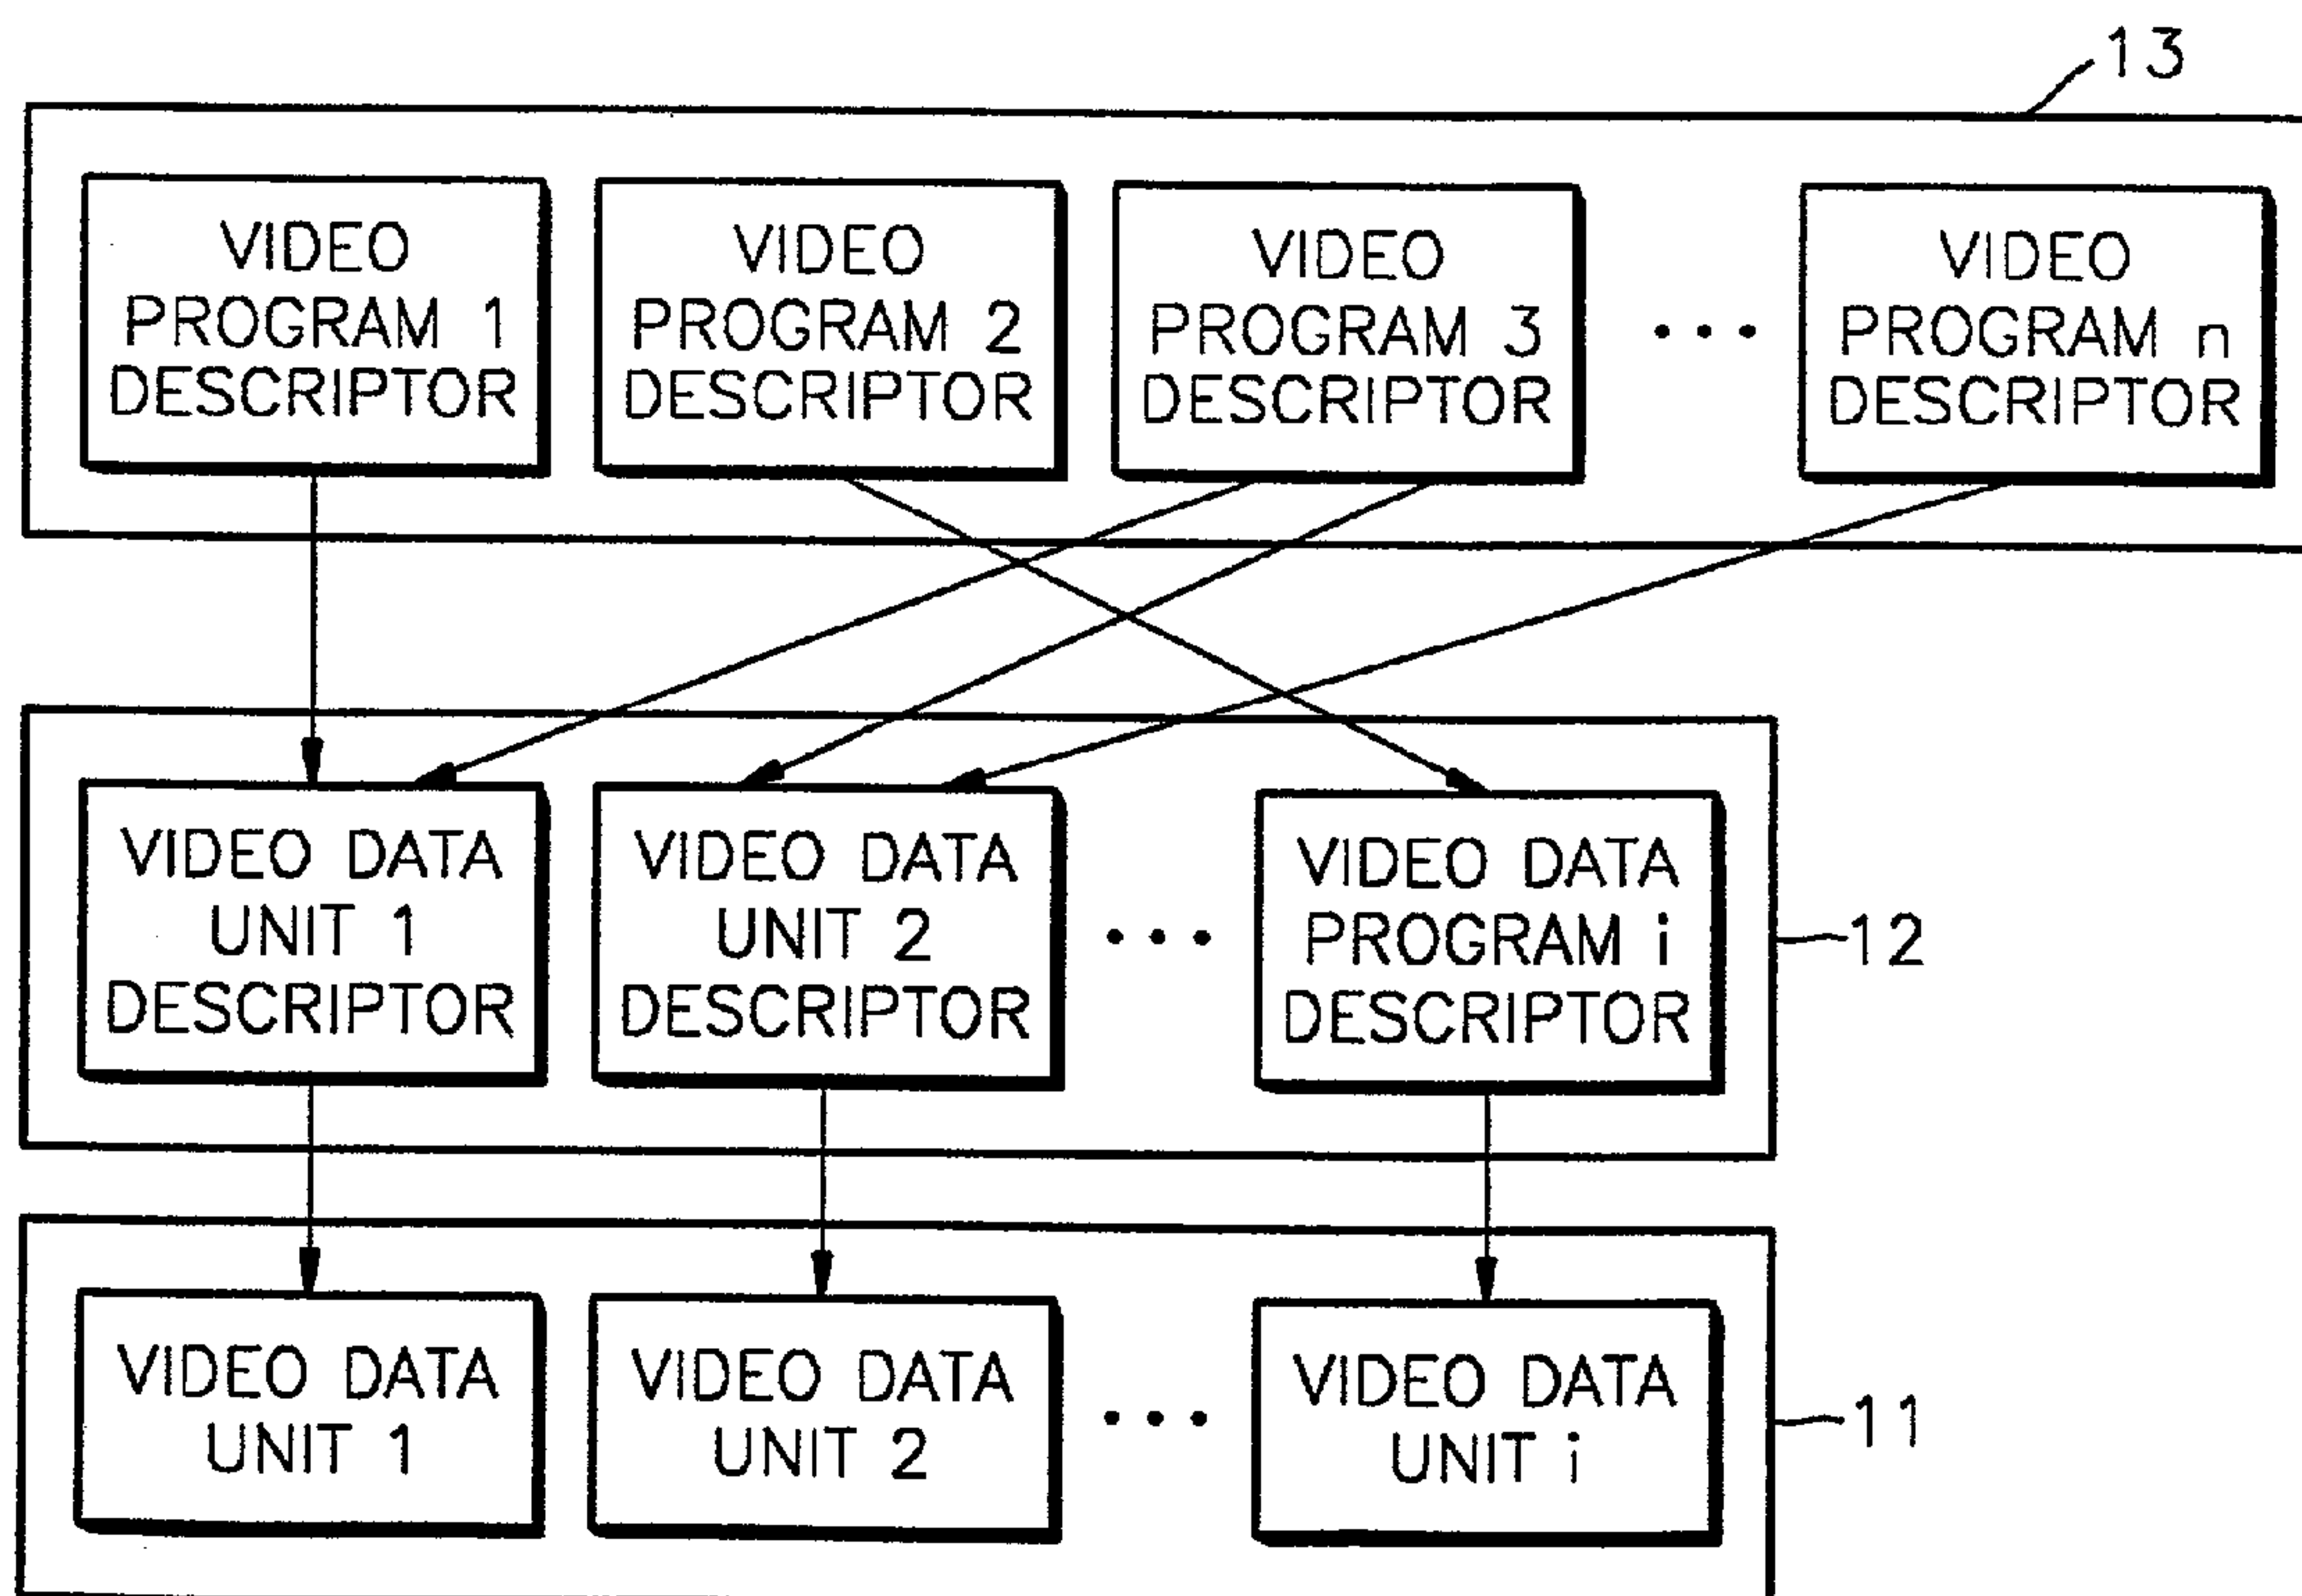 13
VIDEO
PROGRAM 1
DESCRIPTOR
VIDEO
PROGRAM 2
DESCRIPTOR
VIDEO
PROGRAM 3
DESCRIPTOR
•••
VIDEO
PROGRAM n
DESCRIPTOR
VIDEO DATA
UNIT 1
DESCRIPTOR
VIDEO DATA
UNIT 2
DESCRIPTOR
•••
VIDEO DATA
PROGRAM i
DESCRIPTOR
12
VIDEO DATA
UNIT 1
VIDEO DATA
UNIT 2
•••
VIDEO DATA
UNIT i
11